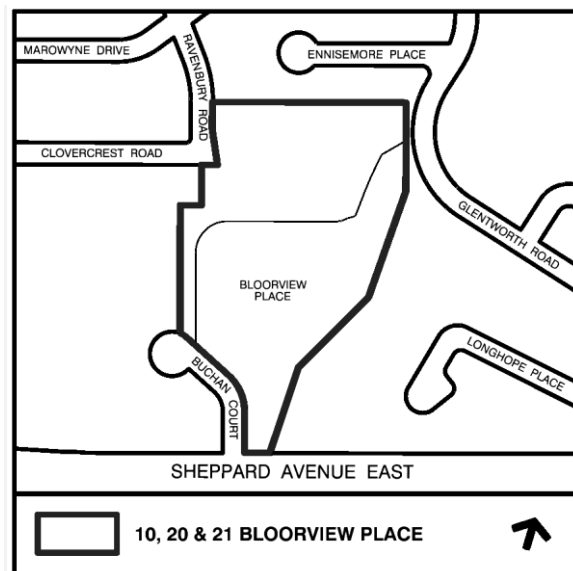 MAROWYNE DRIVE
RAVENBURY ROAD
ENNISEMORE PLACE
CLOVERCREST ROAD
GLENTWORTH ROAD
BLOORVIEW
PLACE
LONGHOPE PLACE
BUCHAN COURT
SHEPPARD AVENUE EAST
10, 20 & 21 BLOORVIEW PLACE